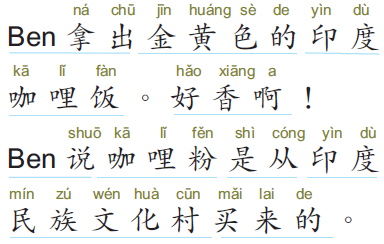 ná chū jīn huáng sè de yìn dù
Ben 拿出金黄色的印度
kā lǐ fàn hǎo xiāng a
咖哩饭。好香啊！
shuō kā lǐ fěn shì cóng yìn dù
Ben 说咖哩粉是从印度
mín zú wén huà cūn mǎi lai de
民族文化村买来的。